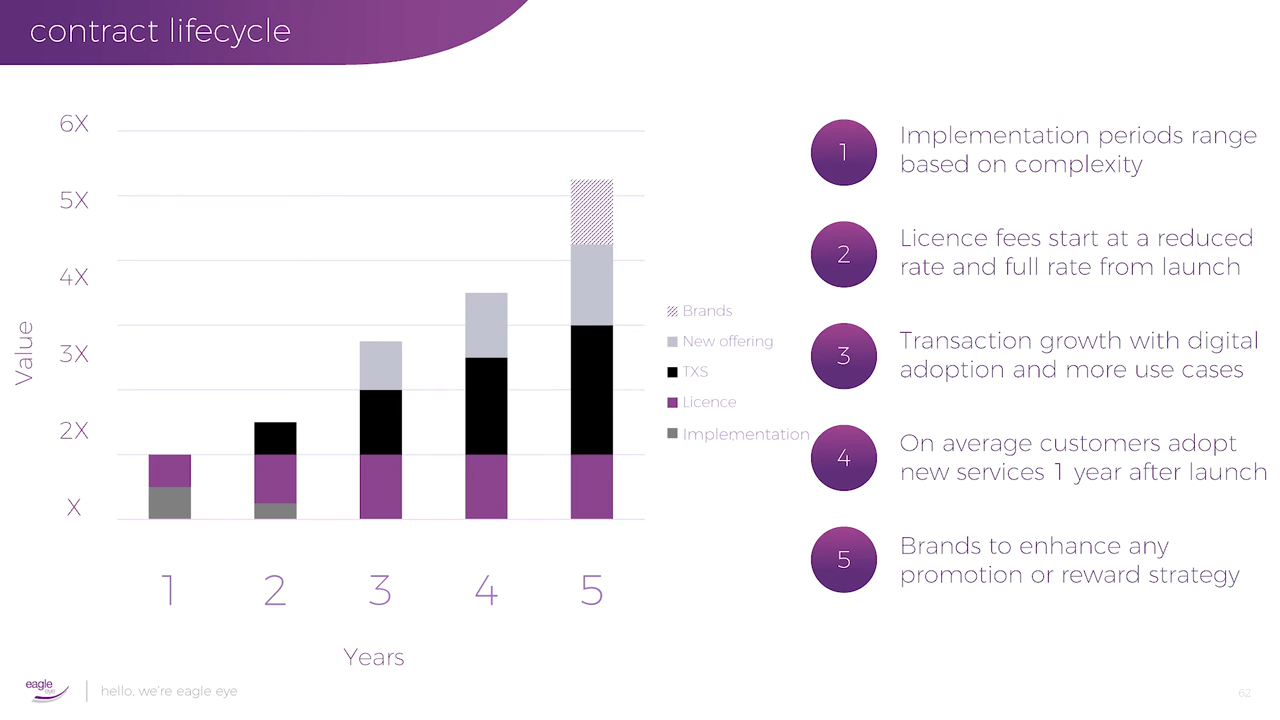 contract lifecycle
6X
5X
4X
3X
2X
X
Value
1
2
3
4
5
Years
Brands
New offering
TXS
Licence
Implementation
1
Implementation periods range
based on complexity
2
Licence fees start at a reduced
rate and full rate from launch
3
Transaction growth with digital
adoption and more use cases
4
On average customers adopt
new services 1 year after launch
5
Brands to enhance any
promotion or reward strategy
eagle
eye
hello, we're eagle eye
62